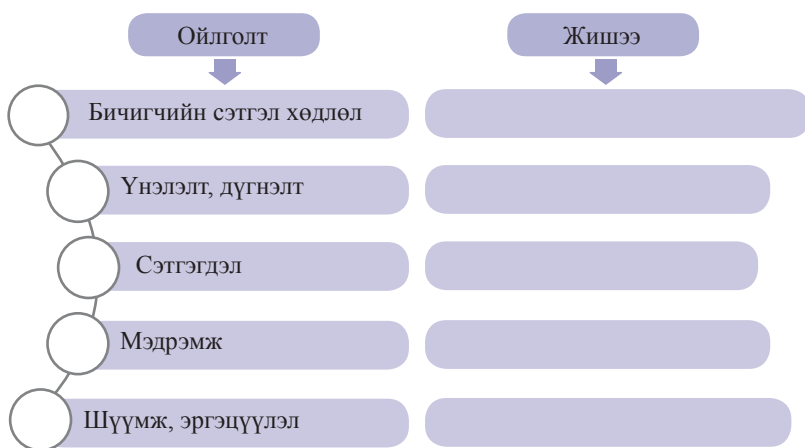 Ойлголт
Жишээ
Бичигчийн сэтгэл хөдлөл
Үнэлэлт, дүгнэлт
Сэтгэгдэл
Мэдрэмж
Шүүмж, эргэцүүлэл